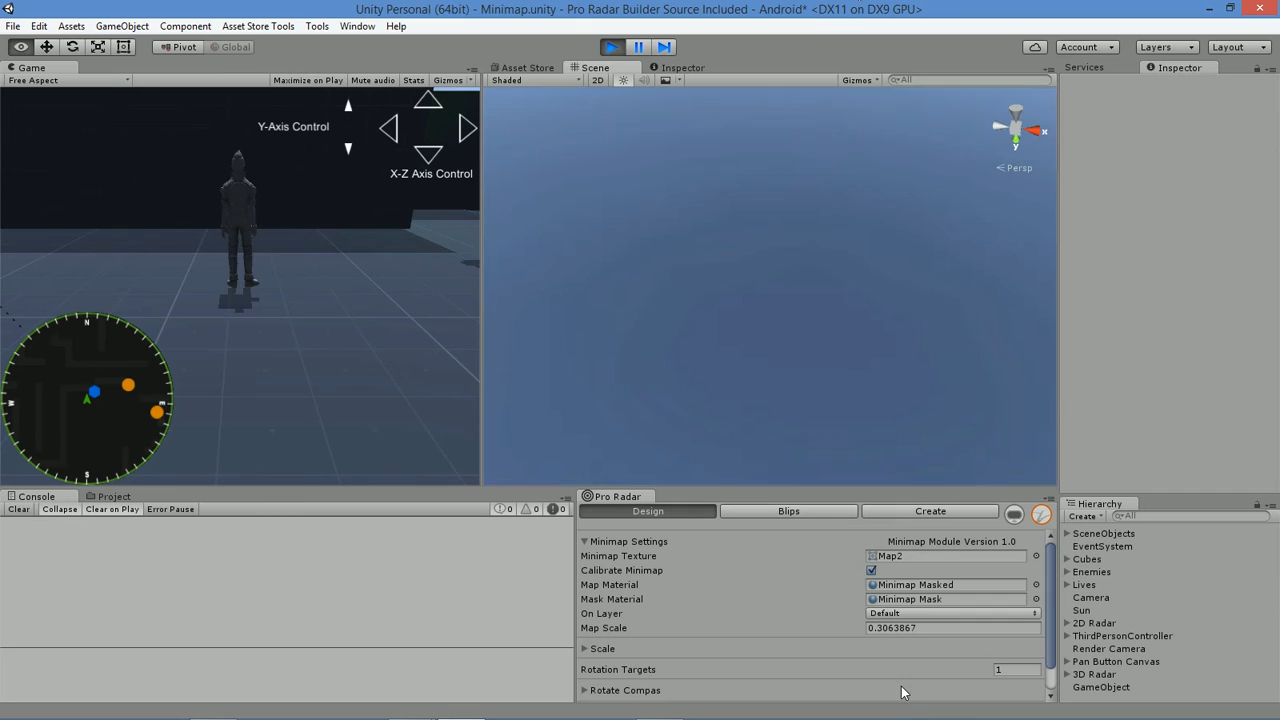 Unity Personal (64bit) - Minimap.unity - Pro Radar Builder Source Included - Android* <DX11 on DX9 GPU>
File Edit Assets GameObject Component Asset Store Tools Tools Window Help
Pivot Global Account Layers Layout
Game Asset Store Scene Inspector Services Inspector
Free Aspect Maximize on Play Mute audio Stats Gizmos Shaded 2D Gizmos All
Y-Axis Control
X-Z Axis Control
x
y
Persp
N
W E
S
Console Project Pro Radar Hierarchy
Clear Collapse Clear on Play Error Pause 0 0 0 Design Blips Create Create All
Minimap Settings Minimap Module Version 1.0
Minimap Texture Map2
Calibrate Minimap
Map Material Minimap Masked
Mask Material Minimap Mask
On Layer Default
Map Scale 0.3063867
Scale
Rotation Targets 1
Rotate Compas
SceneObjects
EventSystem
Cubes
Enemies
Lives
Camera
Sun
2D Radar
ThirdPersonController
Render Camera
Pan Button Canvas
3D Radar
GameObject